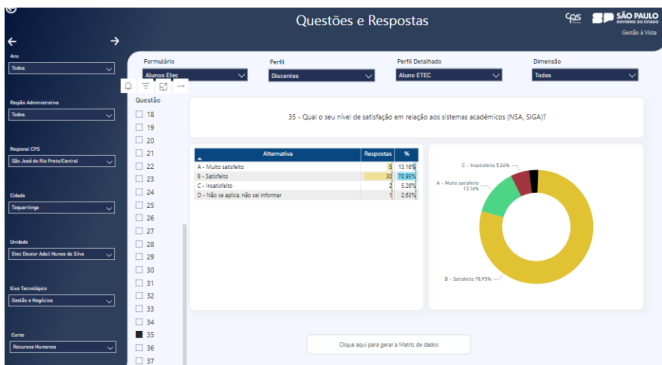 Questões e Respostas
cps
SÃO PAULO
GOVERNO DO ESTADO
Gestão à Vista
Ano
Todos
Região Administrativa
Todos
Regional CPS
São José do Rio Preto/Central
Cidade
Taquaritinga
Unidade
Etec Doutor Adail Nunes da Silva
Eixo Tecnológico
Gestão e Negócios
Curso
Recursos Humanos
Formulário
Alunos Etec
Perfil
Discentes
Perfil Detalhado
Aluno ETEC
Dimensão
Todos
Questão
18
19
20
21
22
23
24
25
26
27
28
29
30
31
32
33
34
35
36
37
35 - Qual o seu nível de satisfação em relação aos sistemas acadêmicos (NSA, SIGA)?
Alternativa Respostas %
A - Muito satisfeito 5 13,16%
B - Satisfeito 30 78,95%
C - Insatisfeito 2 5,26%
D - Não se aplica, não sei informar 1 2,63%
C - Insatisfeito 5,26%
A - Muito satisfeito
13,16%
B - Satisfeito 78,95%
Clique aqui para gerar a Matriz de dados